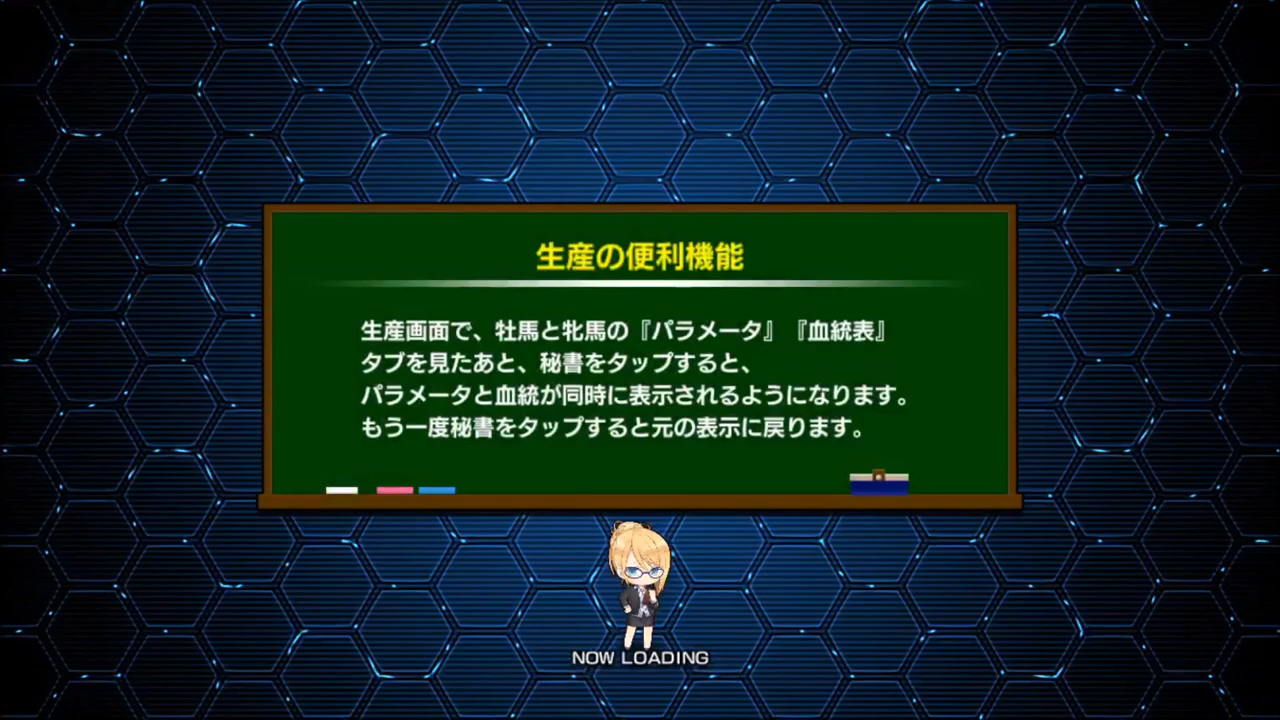 生産の便利機能
生産画面で、牡馬と牝馬の『パラメータ』『血統表』
タブを見たあと、秘書をタップすると、
パラメータと血統が同時に表示されるようになります。
もう一度秘書をタップすると元の表示に戻ります。
NOW LOADING